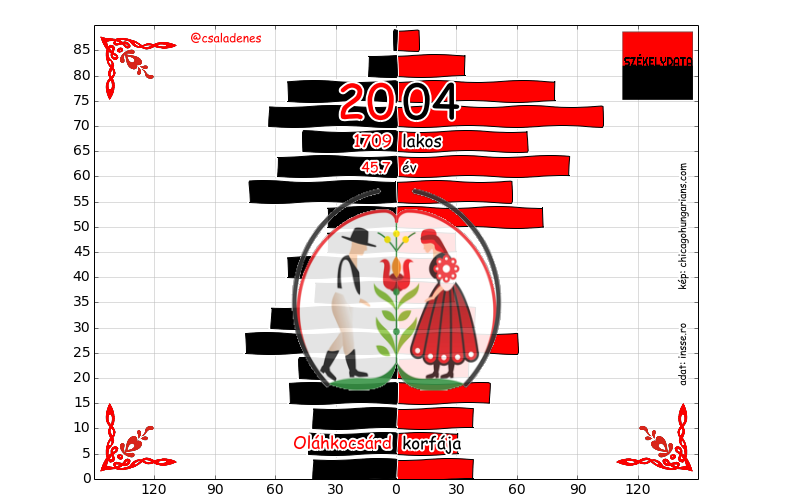 @csaladenes
SZÉKELYDATA
2004
1709 lakos
45.7 év
kép: chicagohungarians.com
adat: insse.ro
Oláhkocsárd korfája
85
80
75
70
65
60
55
50
45
40
35
30
25
20
15
10
5
0
120 90 60 30 0 30 60 90 120